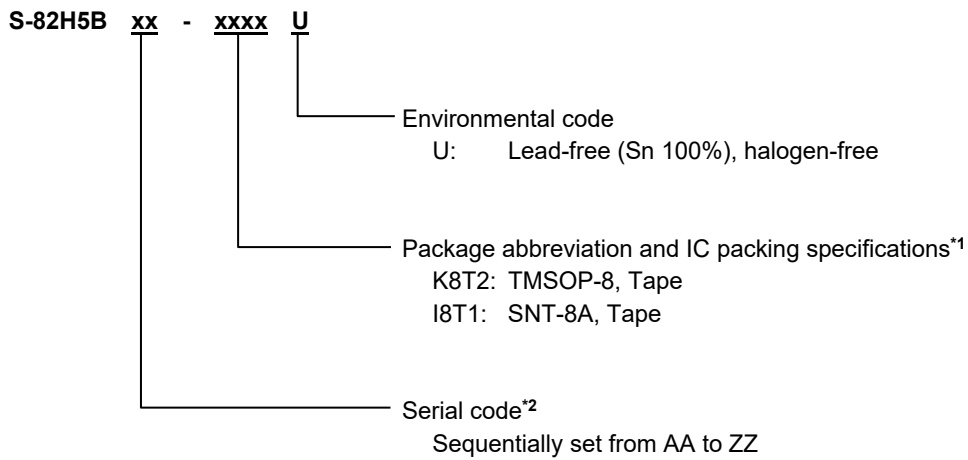 S-82H5B xx - xxxx U
Environmental code
U: Lead-free (Sn 100%), halogen-free
Package abbreviation and IC packing specifications*1
K8T2: TMSOP-8, Tape
I8T1: SNT-8A, Tape
Serial code*2
Sequentially set from AA to ZZ